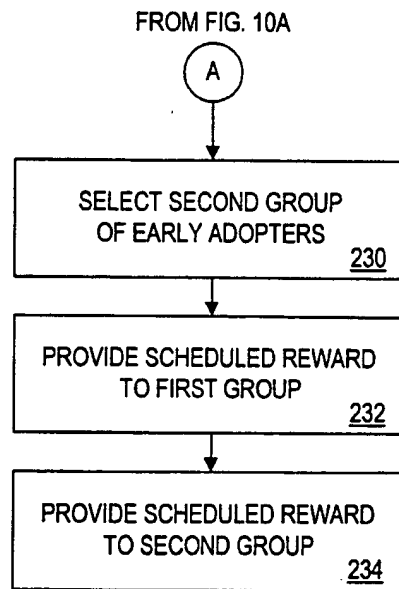 FROM FIG. 10A
A
SELECT SECOND GROUP
OF EARLY ADOPTERS
230
PROVIDE SCHEDULED REWARD
TO FIRST GROUP
232
PROVIDE SCHEDULED REWARD
TO SECOND GROUP
234